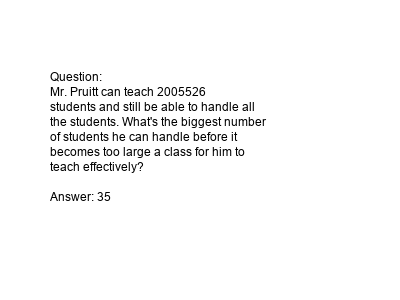 Question:
Mr. Pruitt can teach 2005526
students and still be able to handle all
the students. What's the biggest number
of students he can handle before it
becomes too large a class for him to
teach effectively?
Answer: 35